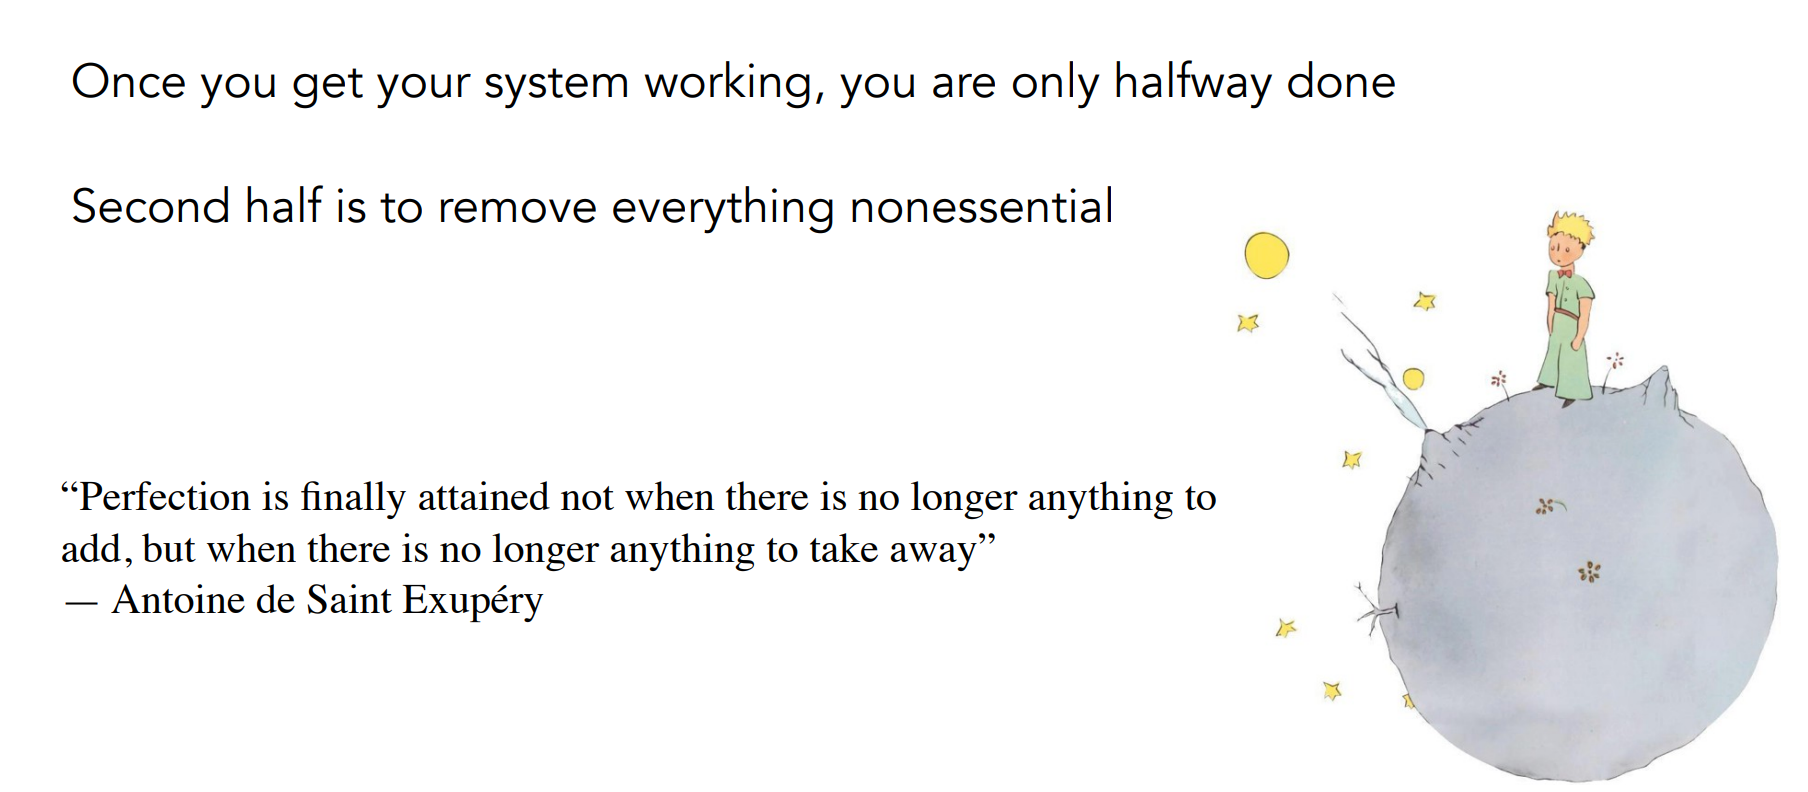 Once you get your system working, you are only halfway done
Second half is to remove everything nonessential
“Perfection is finally attained not when there is no longer anything to
add, but when there is no longer anything to take away”
— Antoine de Saint Exupéry